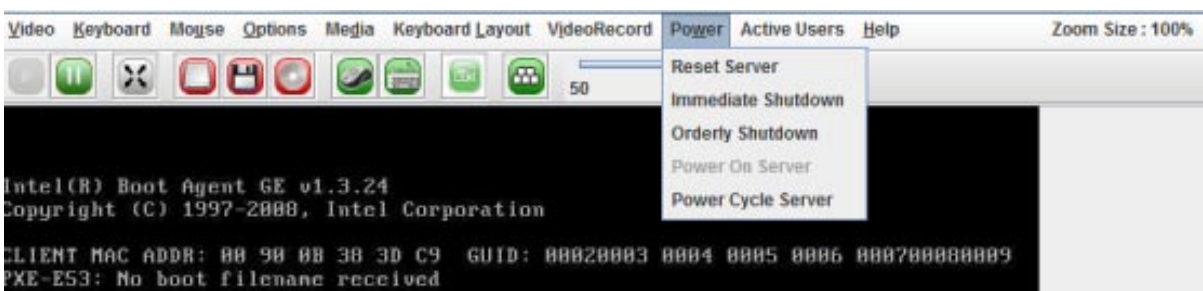 Video Keyboard Mouse Options Media Keyboard Layout VideoRecord Power Active Users Help Zoom Size : 100%
50
Reset Server
Immediate Shutdown
Orderly Shutdown
Power On Server
Power Cycle Server
Intel(R) Boot Agent GE v1.3.24
Copyright (C) 1997-2008, Intel Corporation
CLIENT MAC ADDR: 00 90 0B 38 3D C9 GUID: 00020003 0004 0005 0006 000700080009
PXE-E53: No boot filename received